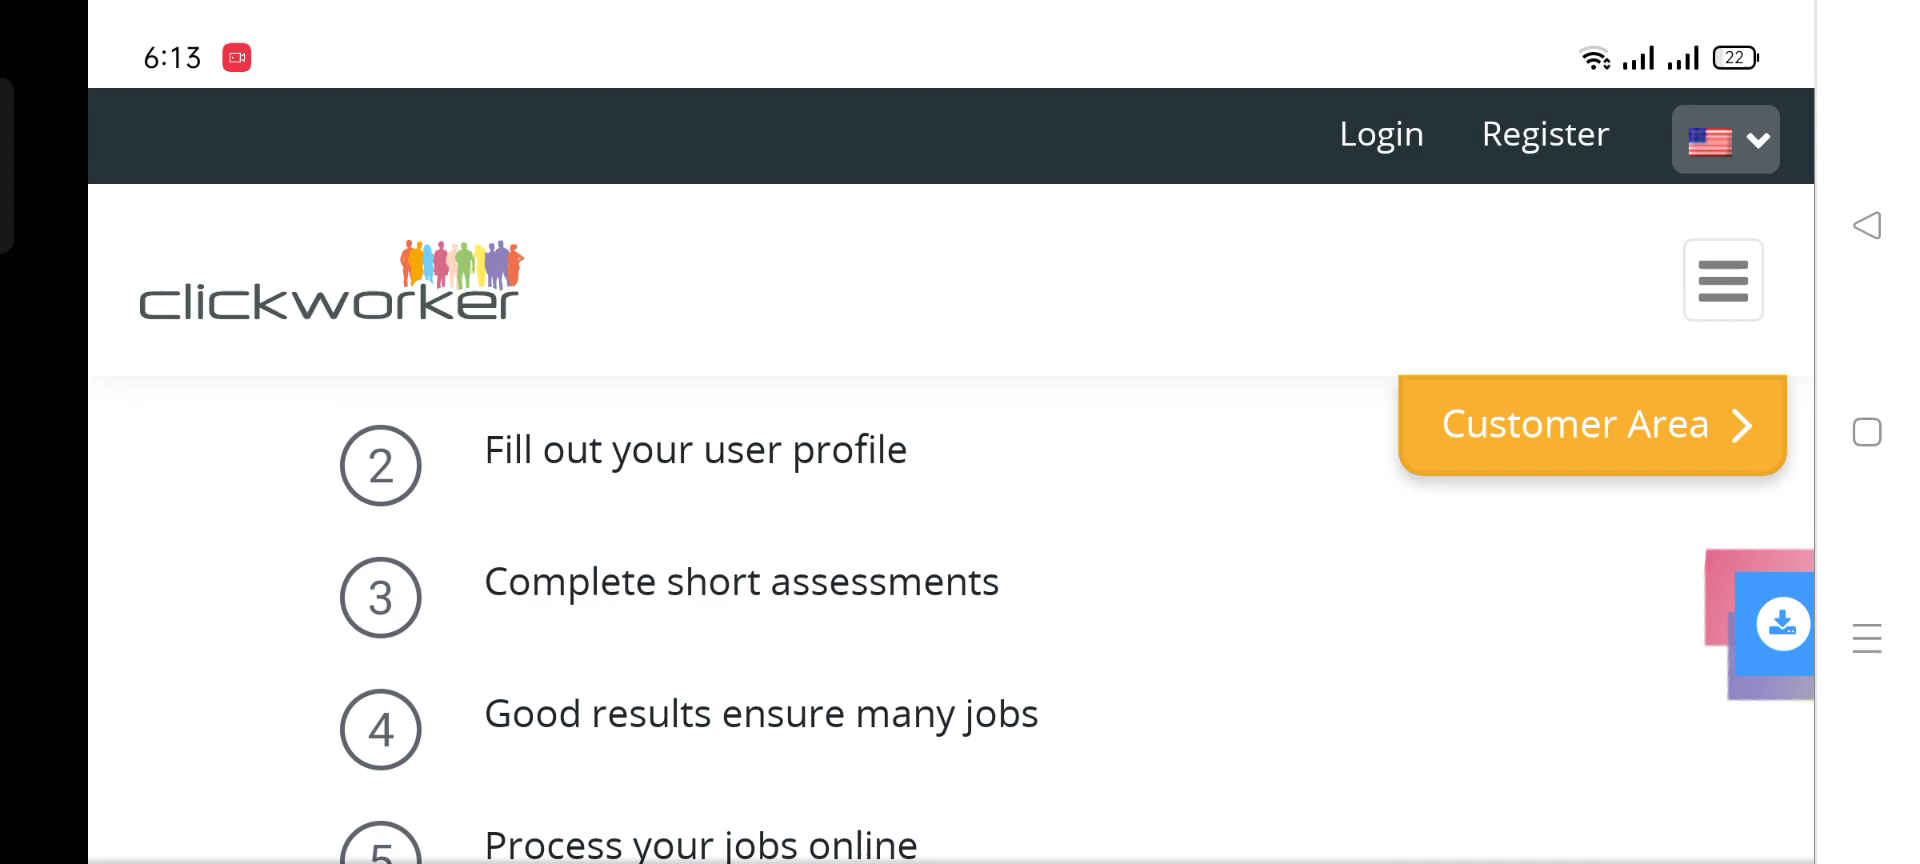 6:13
22
Login Register
clickworker
Customer Area
2 Fill out your user profile
3 Complete short assessments
4 Good results ensure many jobs
5 Process your jobs online